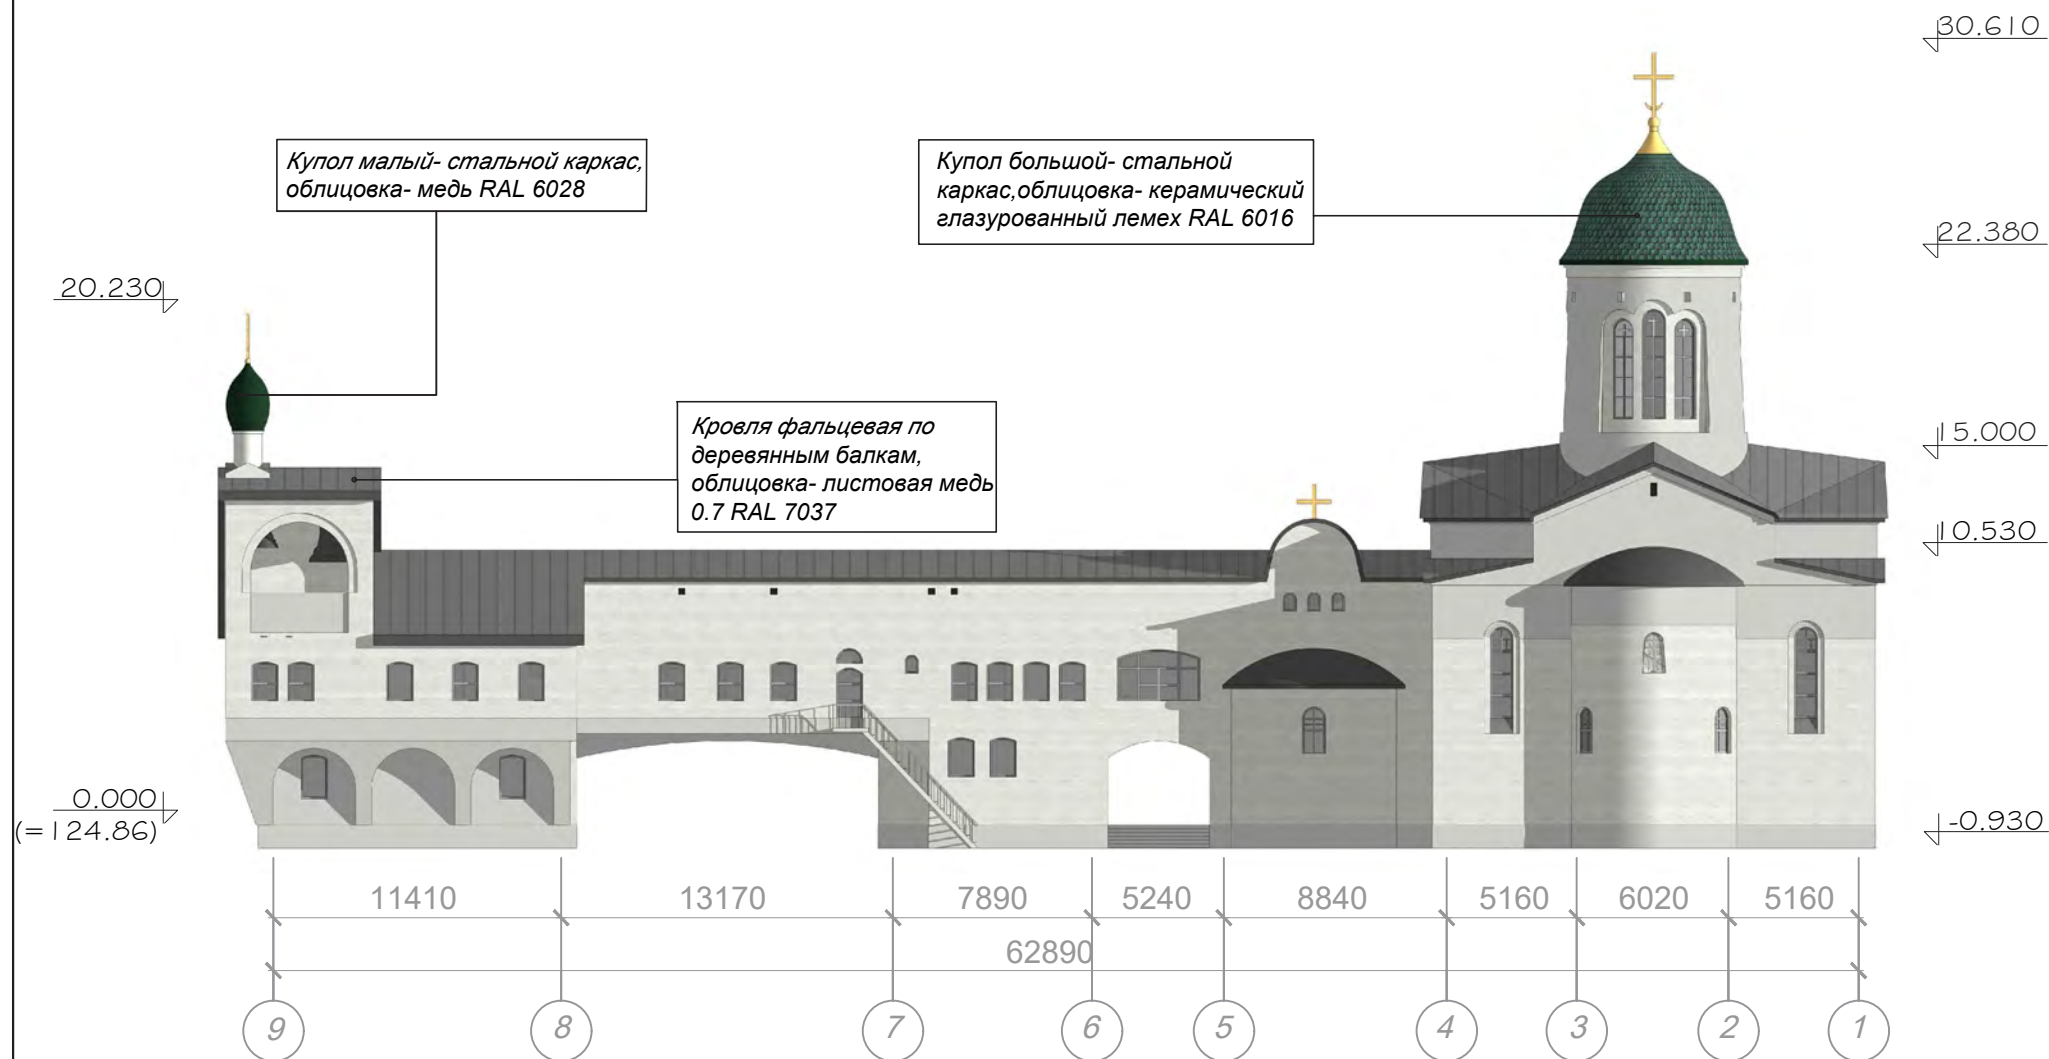 30.610
Купол малый- стальной каркас,
облицовка- медь RAL 6028
Купол большой- стальной
каркас,облицовка- керамический
глазурованный лемех RAL 6016
22.380
20.230
Кровля фальцевая по
деревянным балкам,
облицовка- листовая медь
0.7 RAL 7037
15.000
10.530
0.000
(=124.86)
-0.930
11410 13170 7890 5240 8840 5160 6020 5160
62890
9 8 7 6 5 4 3 2 1